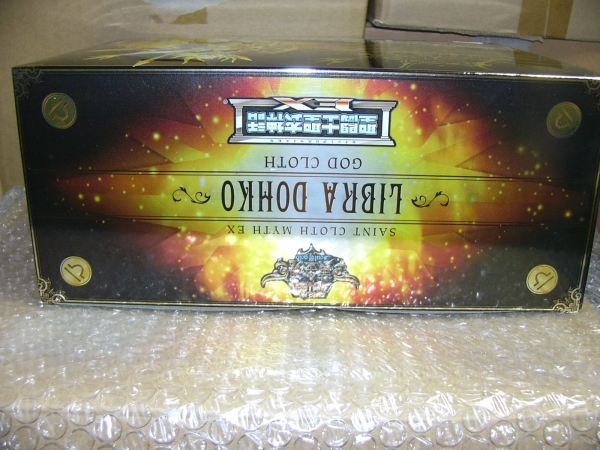 SAINT CLOTH MYTH EX
LIBRA DOHKO
GOD CLOTH
聖闘士聖衣神話
EX